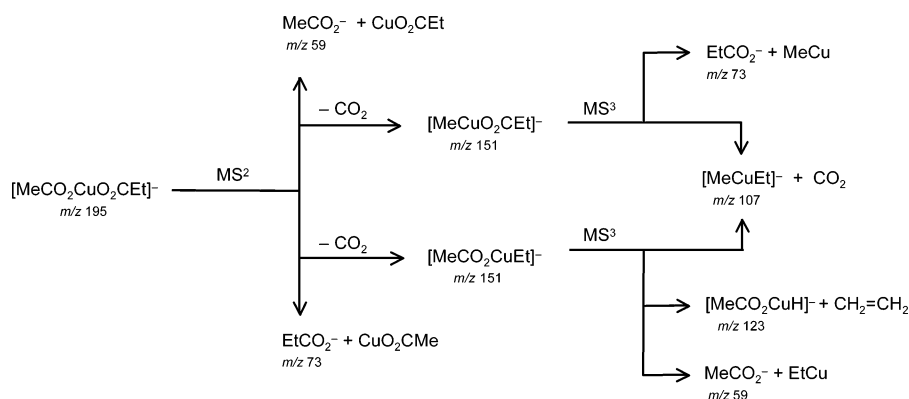 MeCO₂⁻ + CuO₂CEt
m/z 59
EtCO₂⁻ + MeCu
m/z 73
– CO₂
[MeCuO₂CEt]⁻
m/z 151
MS³
[MeCO₂CuO₂CEt]⁻
m/z 195
MS²
[MeCuEt]⁻ + CO₂
m/z 107
– CO₂
[MeCO₂CuEt]⁻
m/z 151
MS³
[MeCO₂CuH]⁻ + CH₂=CH₂
m/z 123
EtCO₂⁻ + CuO₂CMe
m/z 73
MeCO₂⁻ + EtCu
m/z 59